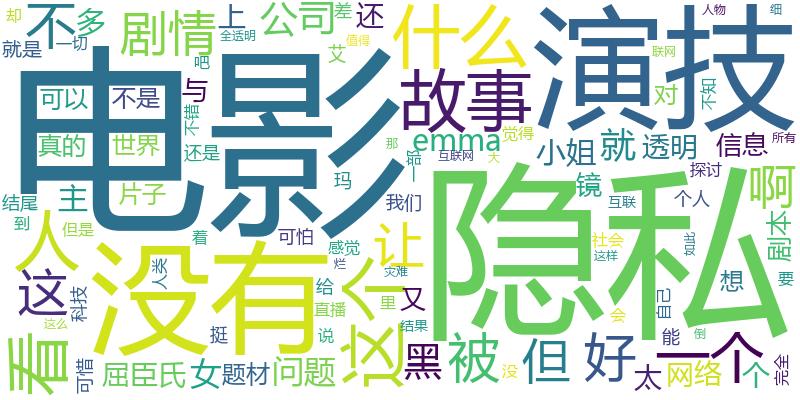 却
就是
不
多
一切
全透明
剧情
上
公司
差
还
艾
值得
什么
演技
人物
细
联网
电影
吧
可以
不是
与
不错
故事
对
不知
真的
世界
还是
emma
觉得
小姐
就
透明
信息
所有
那
互联网
大
探讨
片子
玛
一
我们
镜
互联
个人
啊
结尾
主
到
但是
着
可怕
感觉
让
隐私
社会
这样
如此
剧本
人
没有
这个
这
科技
人类
烂
灾难
给
直播
里
又
想
要
会
自己
看
这么
可惜
挺
说
结果
黑
被
但
好
一个
能
倒
屈臣氏
女
题材
问题
没
太
网络
个
完全